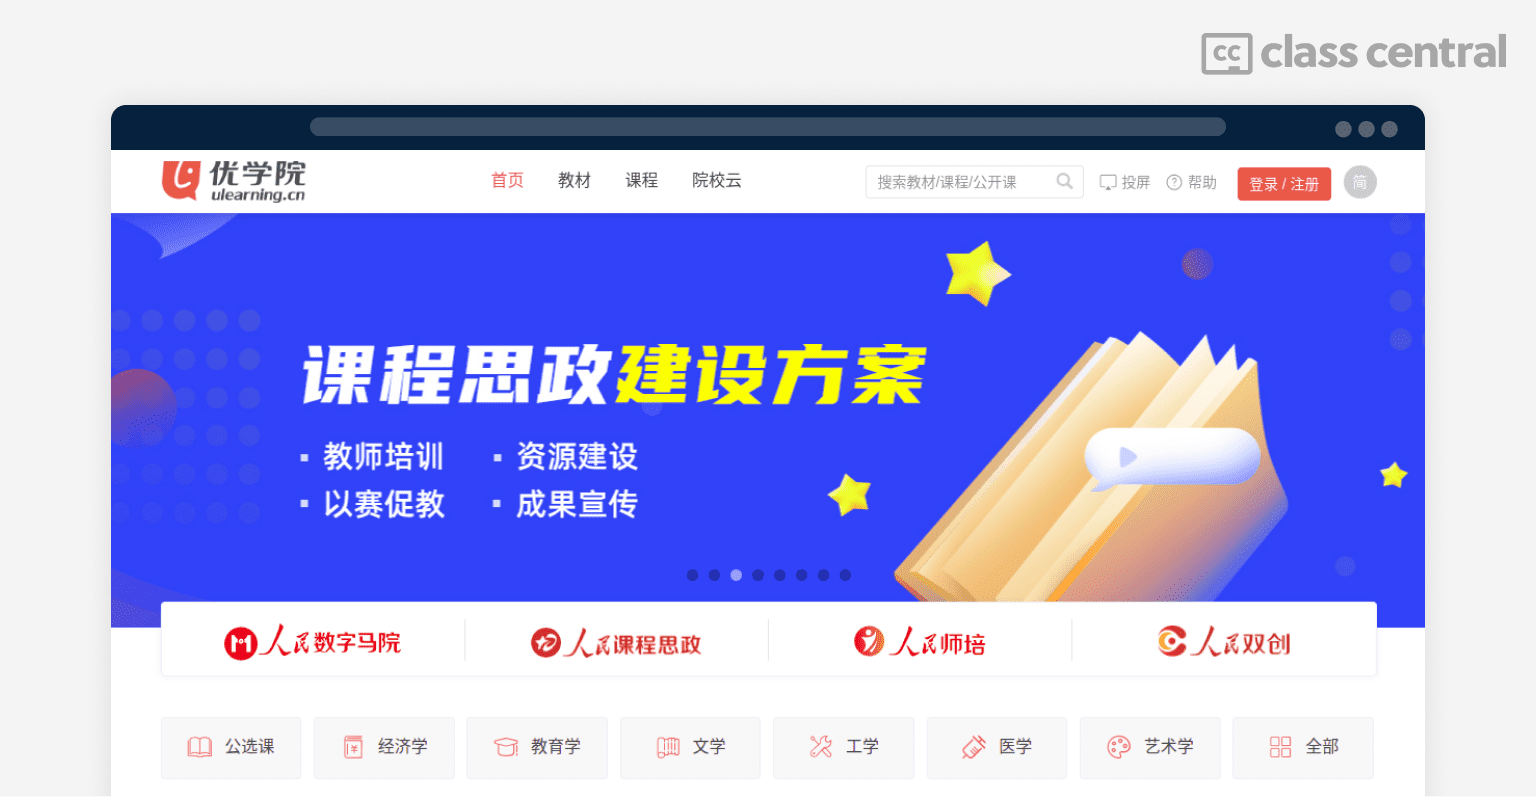 CC class central
优学院
ulearning.cn
首页 教材 课程 院校云
搜索教材/课程/公开课
投屏 帮助 登录 / 注册 简
课程思政建设方案
▪ 教师培训 ▪ 资源建设
▪ 以赛促教 ▪ 成果宣传
人民数字马院 人民课程思政 人民师培 人民双创
公选课 经济学 教育学 文学 工学 医学 艺术学 全部